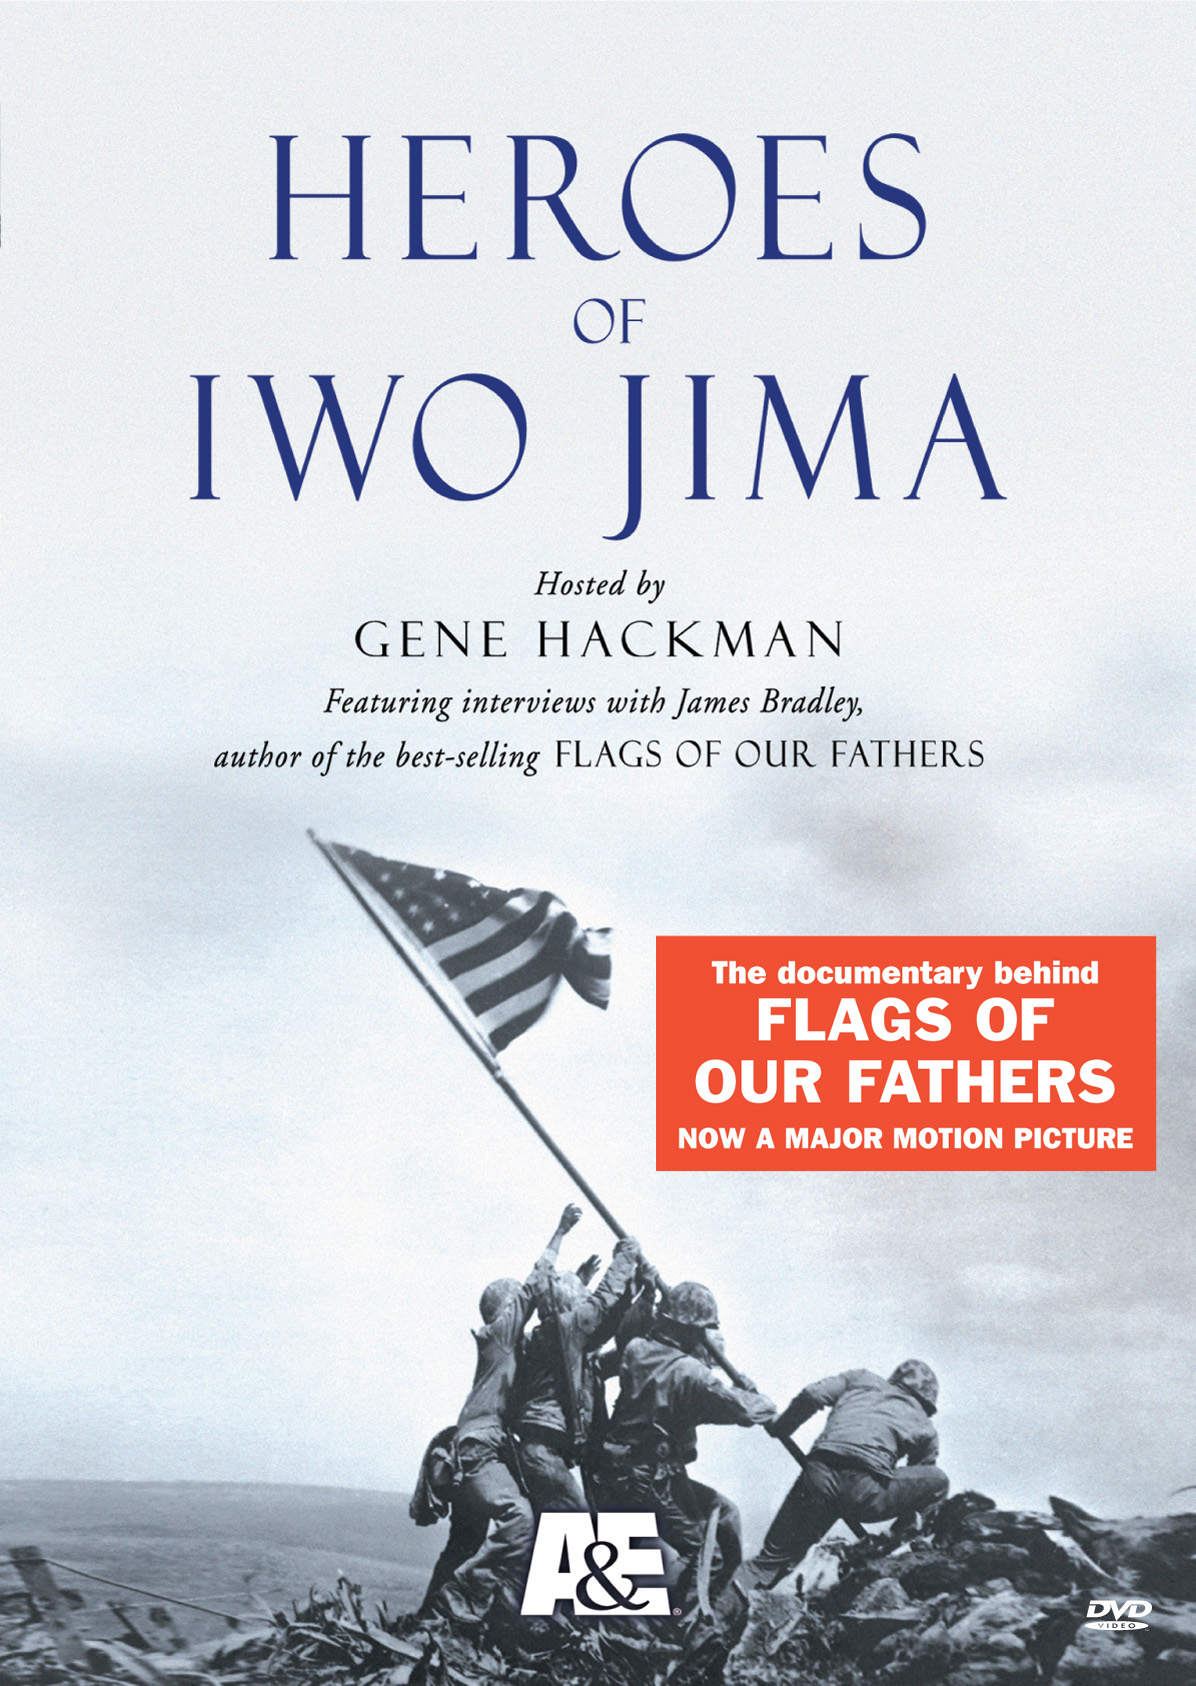 HEROES
OF
IWO JIMA
Hosted by
GENE HACKMAN
Featuring interviews with James Bradley,
author of the best-selling FLAGS OF OUR FATHERS
The documentary behind
FLAGS OF
OUR FATHERS
NOW A MAJOR MOTION PICTURE
A&E®
DVD
VIDEO